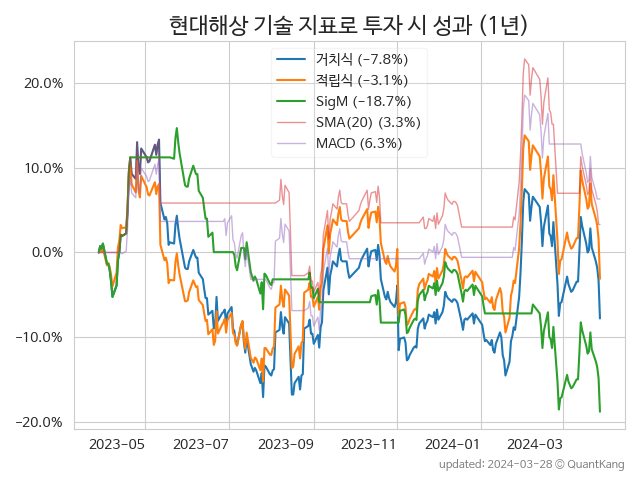 현대해상 기술 지표로 투자 시 성과 (1년)
거치식 (−7.8%)
적립식 (−3.1%)
SigM (−18.7%)
SMA(20) (3.3%)
MACD (6.3%)
20.0%
10.0%
0.0%
−10.0%
−20.0%
2023−05 2023−07 2023−09 2023−11 2024−01 2024−03
updated: 2024−03−28 © QuantKang